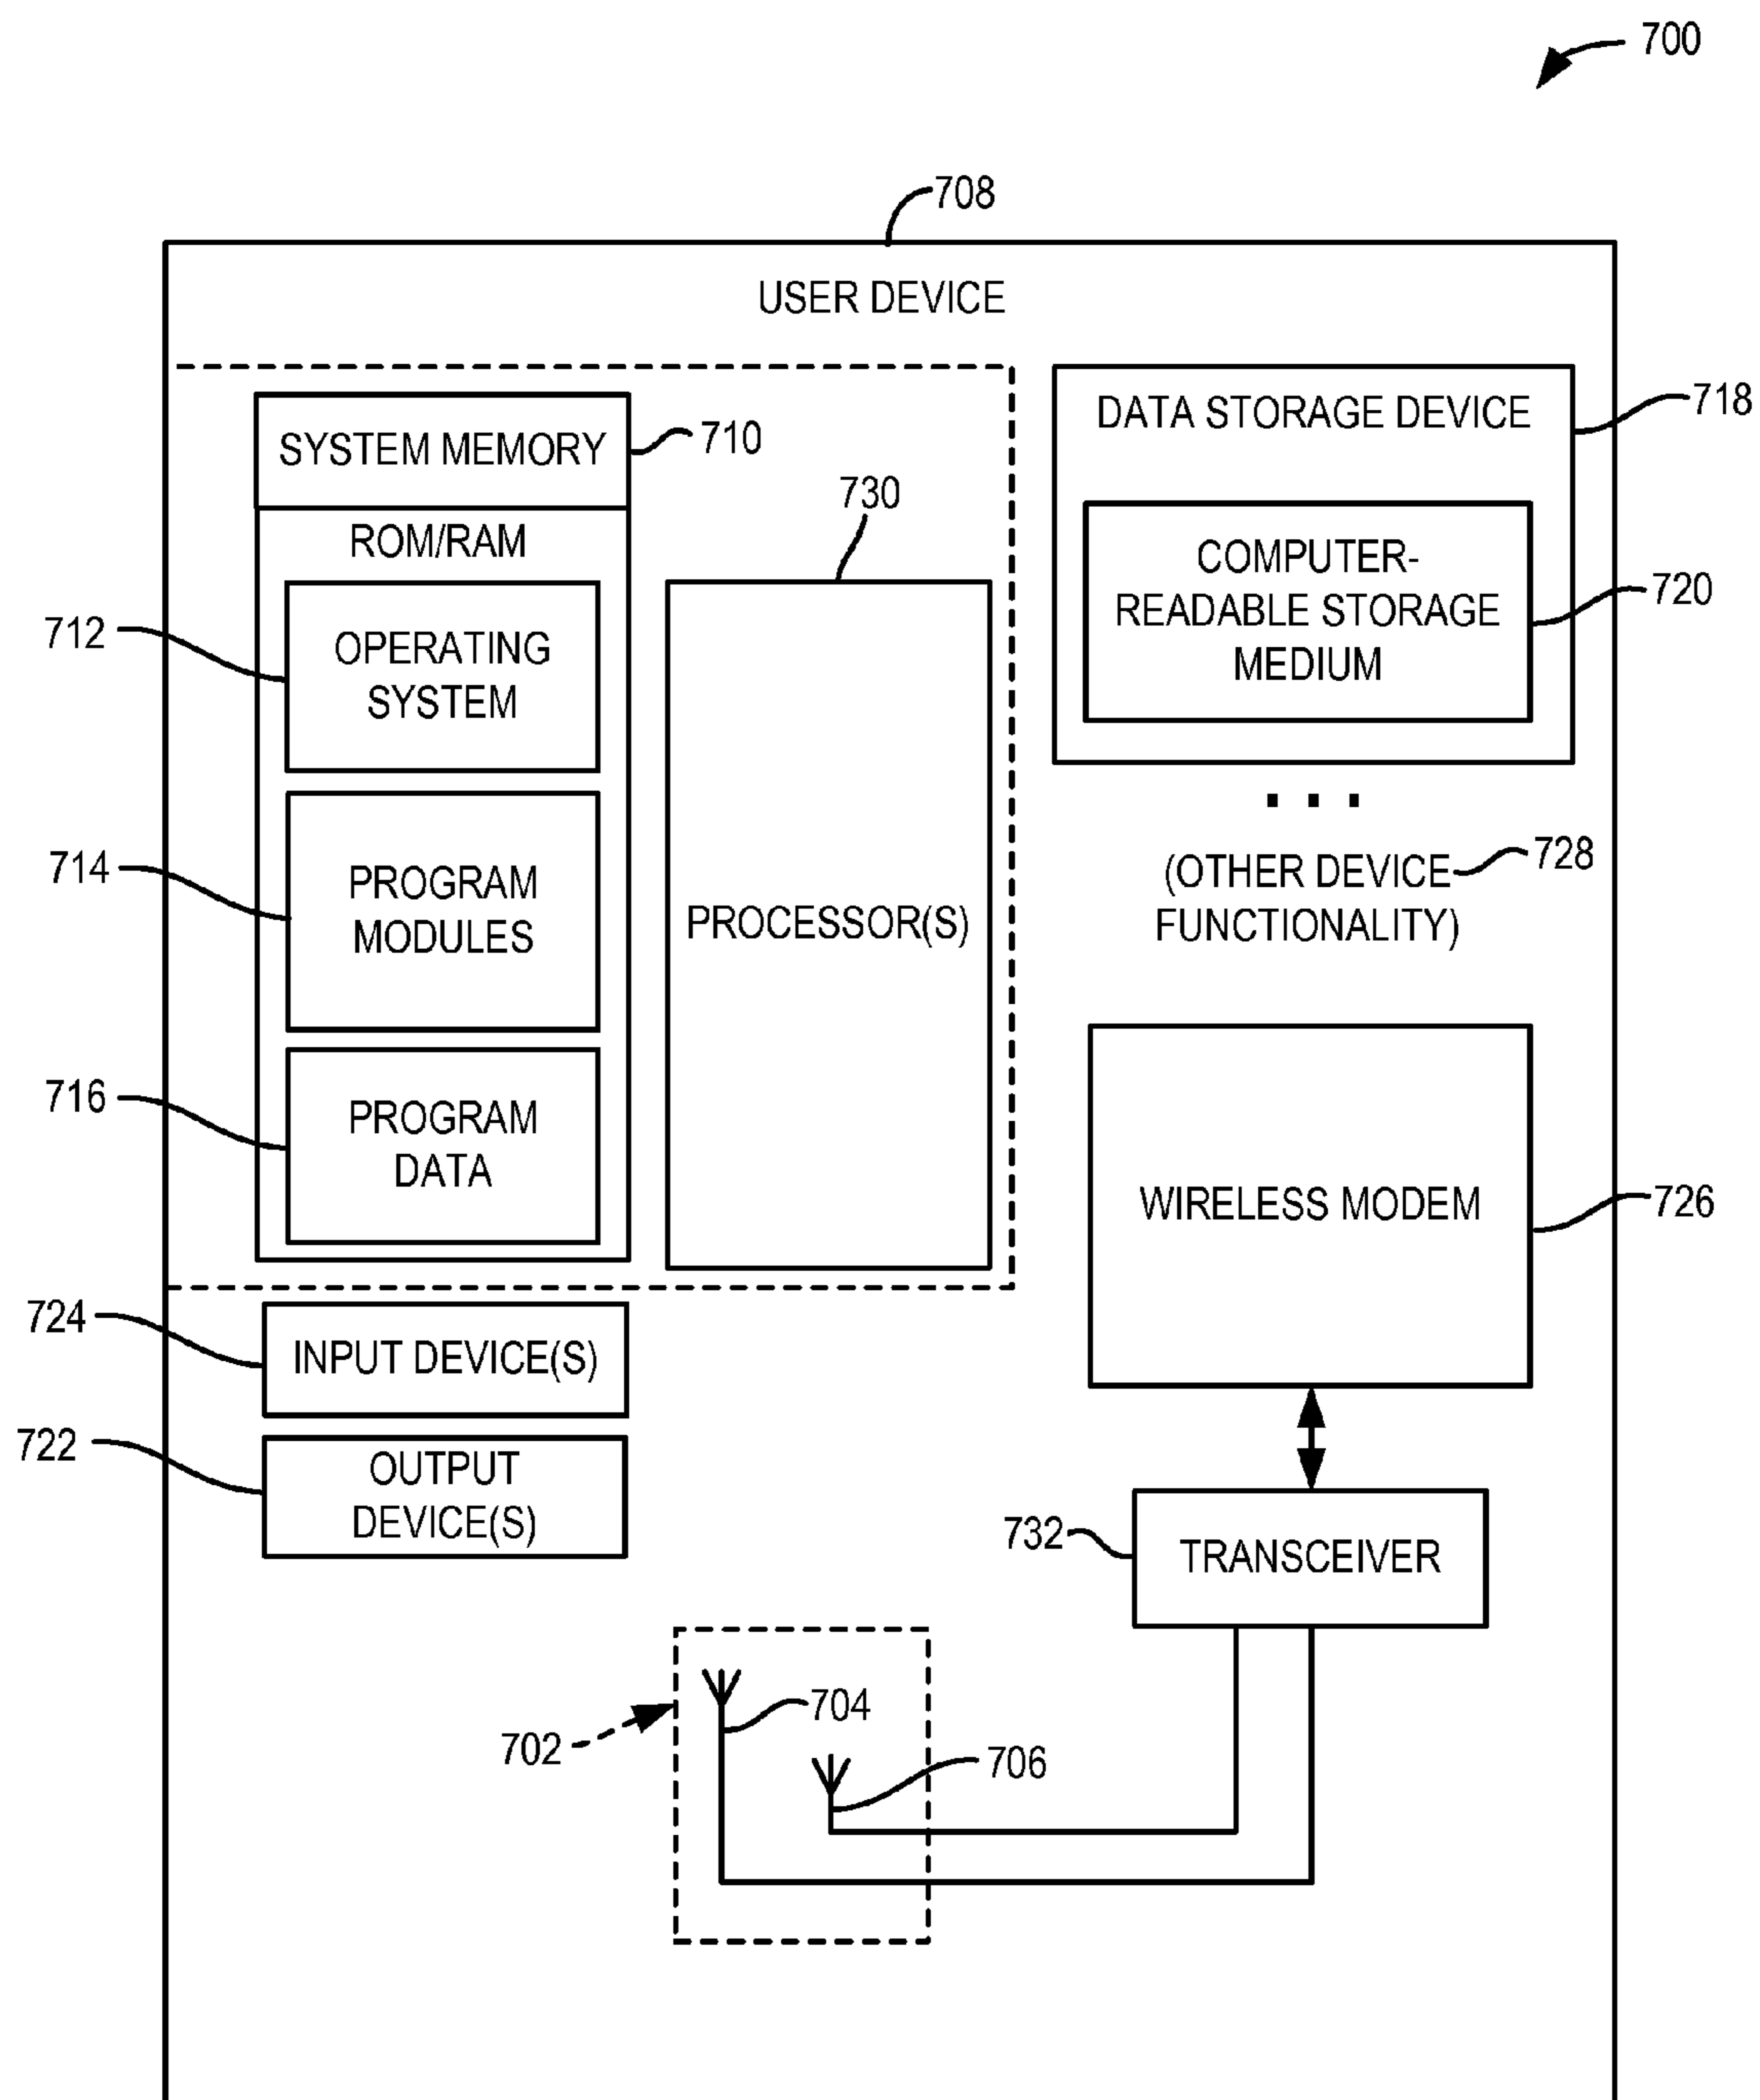 700
708
USER DEVICE
SYSTEM MEMORY
710
ROM/RAM
712
OPERATING
SYSTEM
714
PROGRAM
MODULES
716
PROGRAM
DATA
730
PROCESSOR(S)
DATA STORAGE DEVICE
718
COMPUTER-
READABLE STORAGE
MEDIUM
720
. . .
(OTHER DEVICE
FUNCTIONALITY)
728
WIRELESS MODEM
726
724
INPUT DEVICE(S)
722
OUTPUT
DEVICE(S)
732
TRANSCEIVER
702
704
706